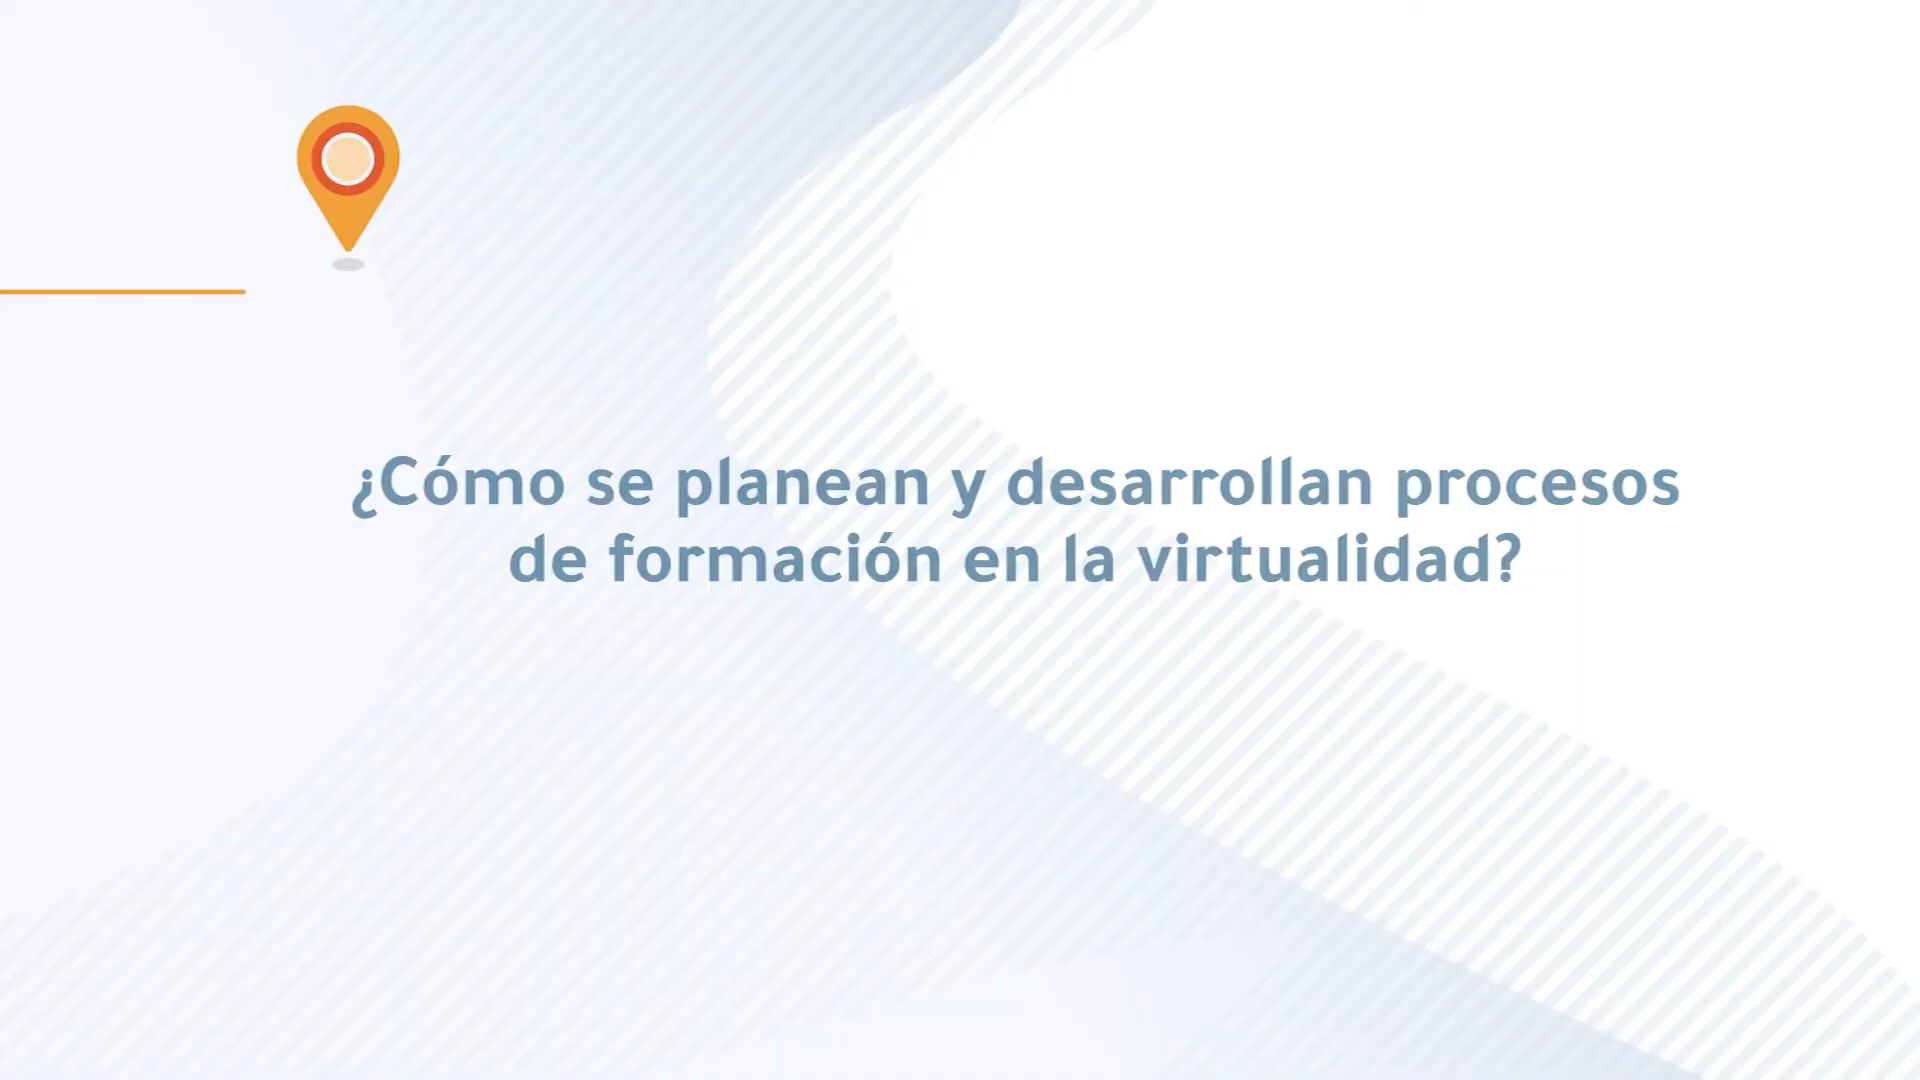 ¿Cómo se planean y desarrollan procesos
de formación en la virtualidad?